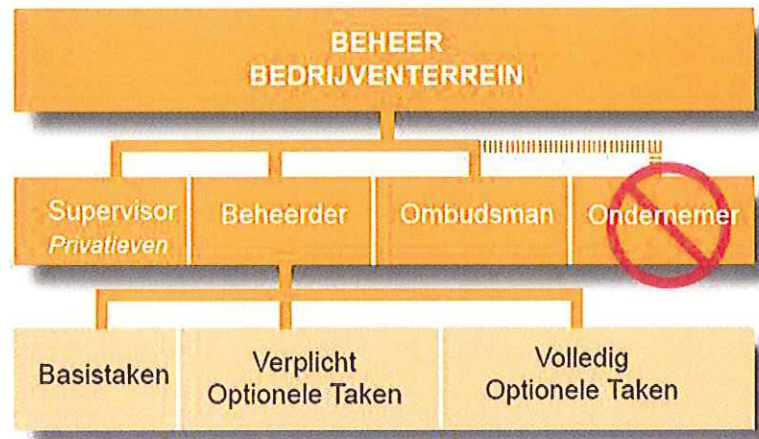 BEHEER
BEDRIJVENTERREIN
Supervisor
Privatieven
Beheerder
Ombudsman
Ondernemer
Basistaken
Verplicht
Optionele Taken
Volledig
Optionele Taken